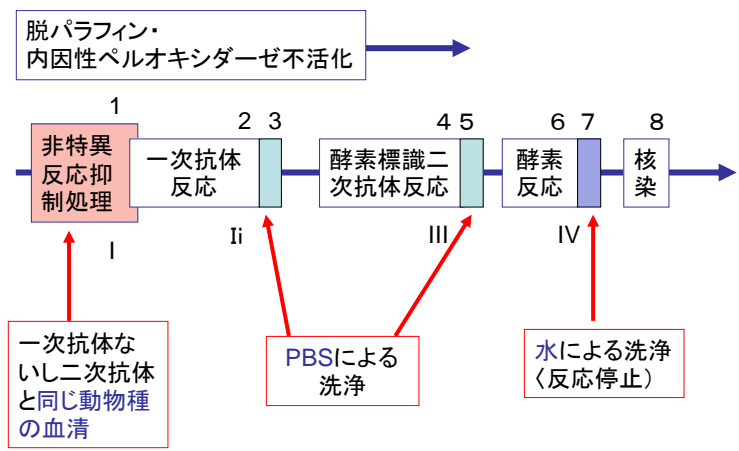 脱パラフィン・
内因性ペルオキシダーゼ不活化
1
2
3
4
5
6
7
8
非特異
反応抑
制処理
一次抗体
反応
酵素標識二
次抗体反応
酵素
反応
核
染
I
Ii
III
IV
一次抗体な
いし二次抗体
と同じ動物種
の血清
PBSによる
洗浄
水による洗浄
（反応停止）